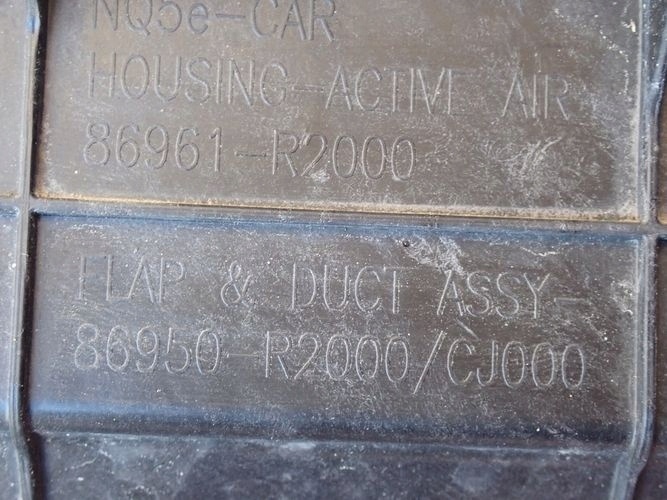 NQ5e-CAR
HOUSING-ACTIVE AIR
86961-R2000
FLAP & DUCT ASSY-
86950-R2000/CJ000